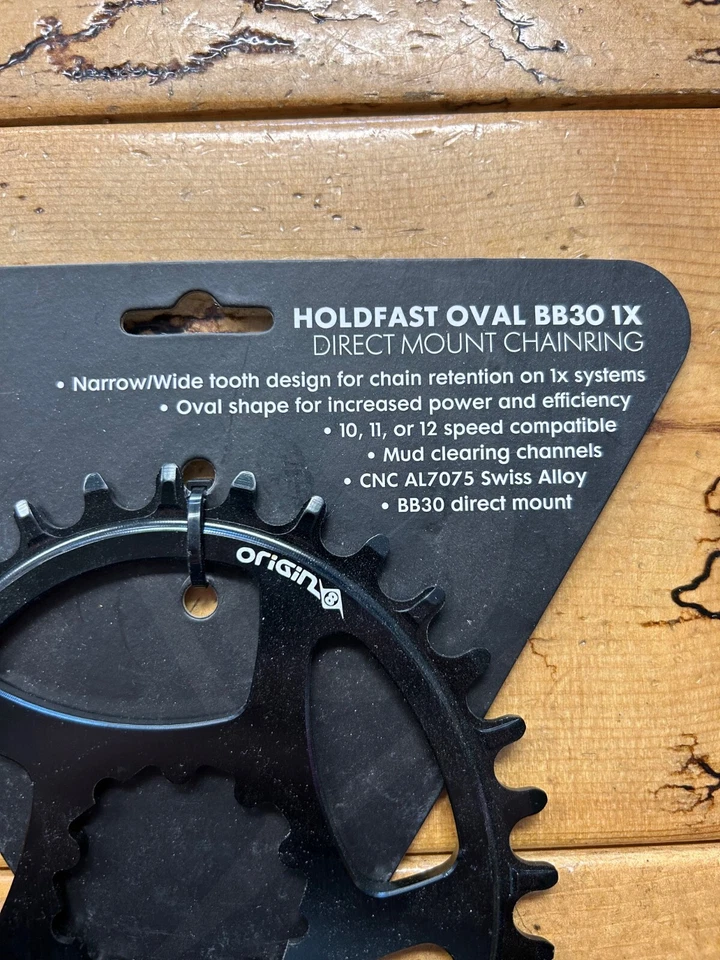 HOLDFAST OVAL BB30 1X
DIRECT MOUNT CHAINRING
• Narrow/Wide tooth design for chain retention on 1x systems
• Oval shape for increased power and efficiency
• 10, 11, or 12 speed compatible
• Mud clearing channels
• CNC AL7075 Swiss Alloy
• BB30 direct mount
ORIGIN8